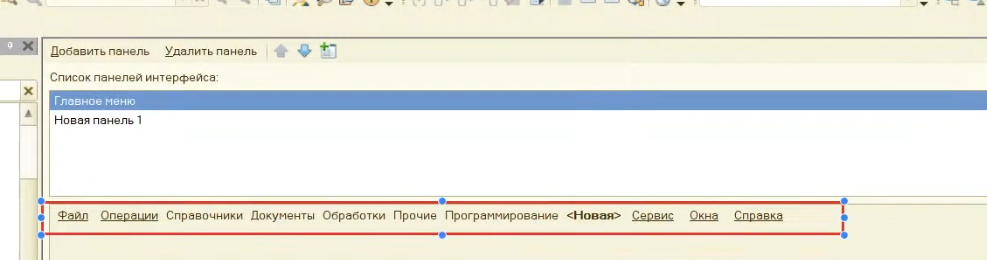 Добавить панель Удалить панель
Список панелей интерфейса:
Главное меню
Новая панель 1
Файл Операции Справочники Документы Обработки Прочие Программирование <Новая> Сервис Окна Справка